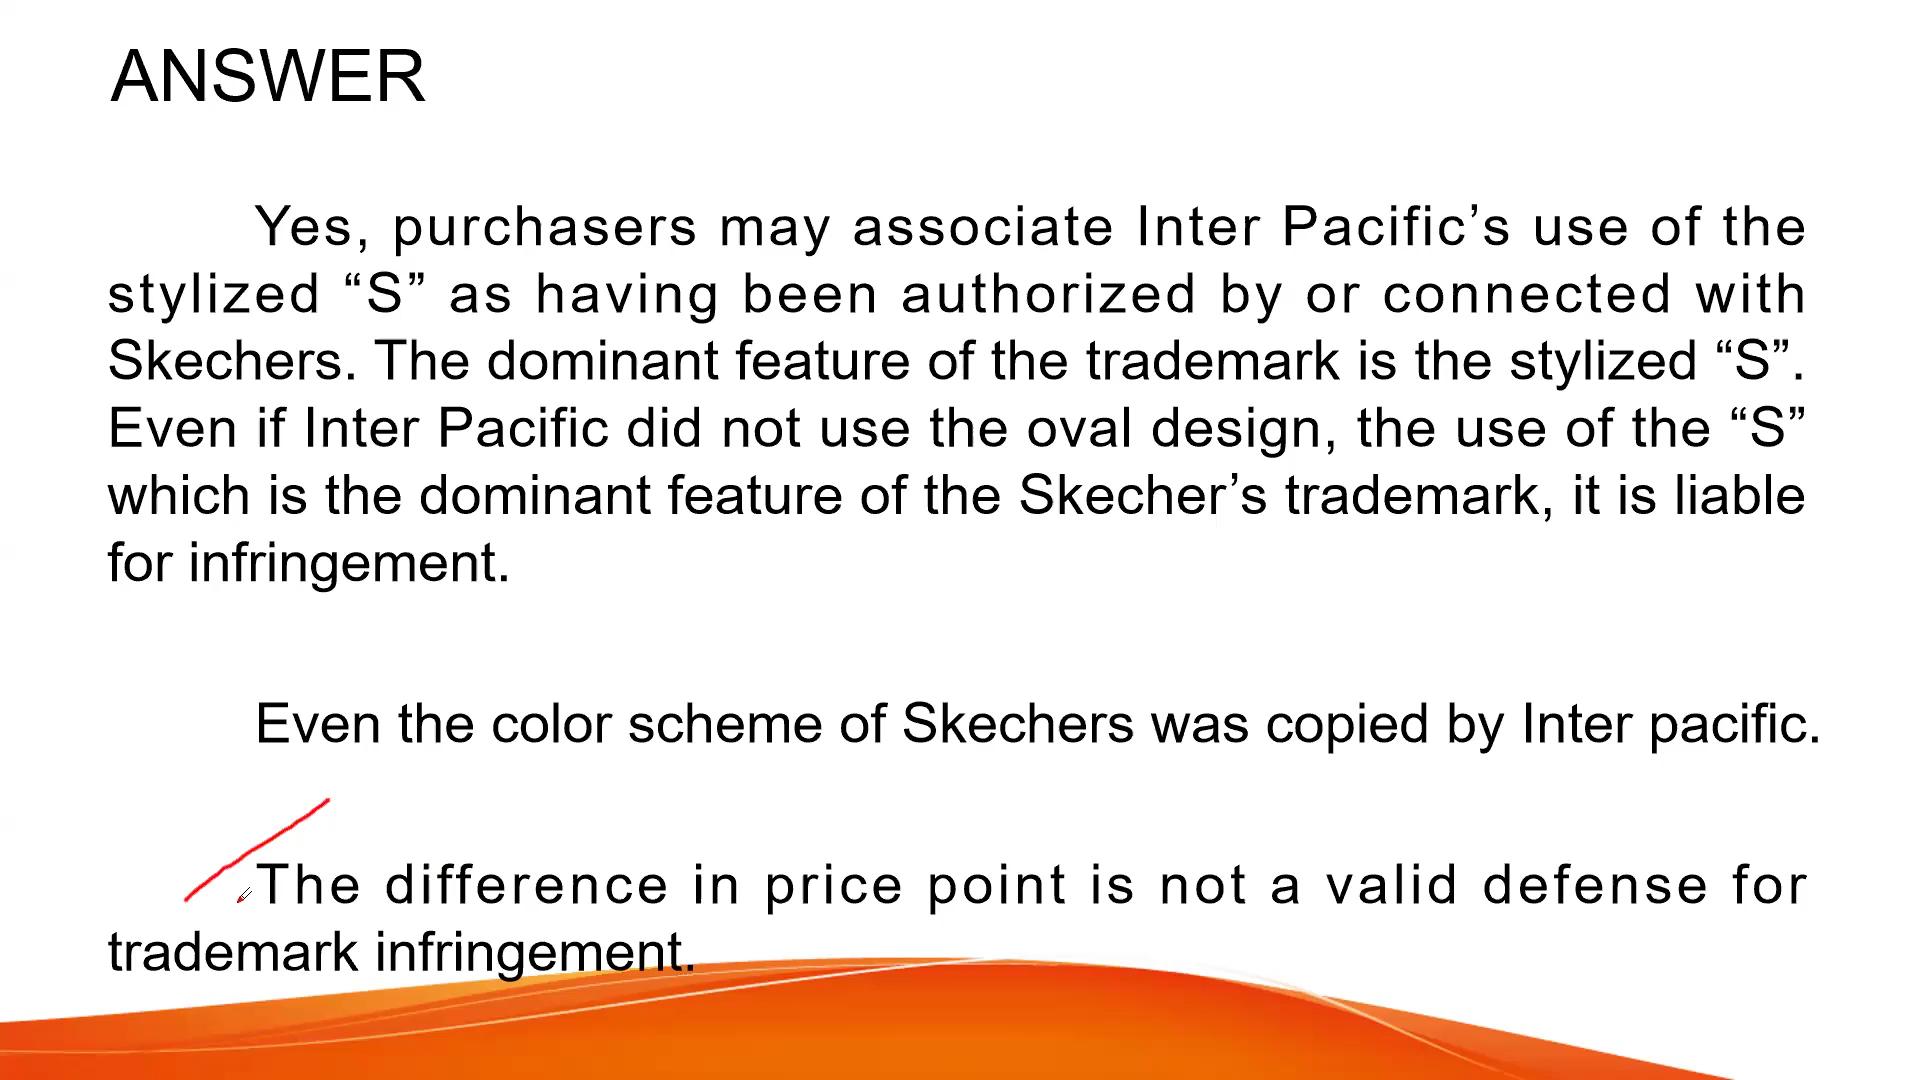 ANSWER
Yes, purchasers may associate Inter Pacific’s use of the
stylized “S” as having been authorized by or connected with
Skechers. The dominant feature of the trademark is the stylized “S”.
Even if Inter Pacific did not use the oval design, the use of the “S”
which is the dominant feature of the Skecher’s trademark, it is liable
for infringement.
Even the color scheme of Skechers was copied by Inter pacific.
The difference in price point is not a valid defense for
trademark infringement.